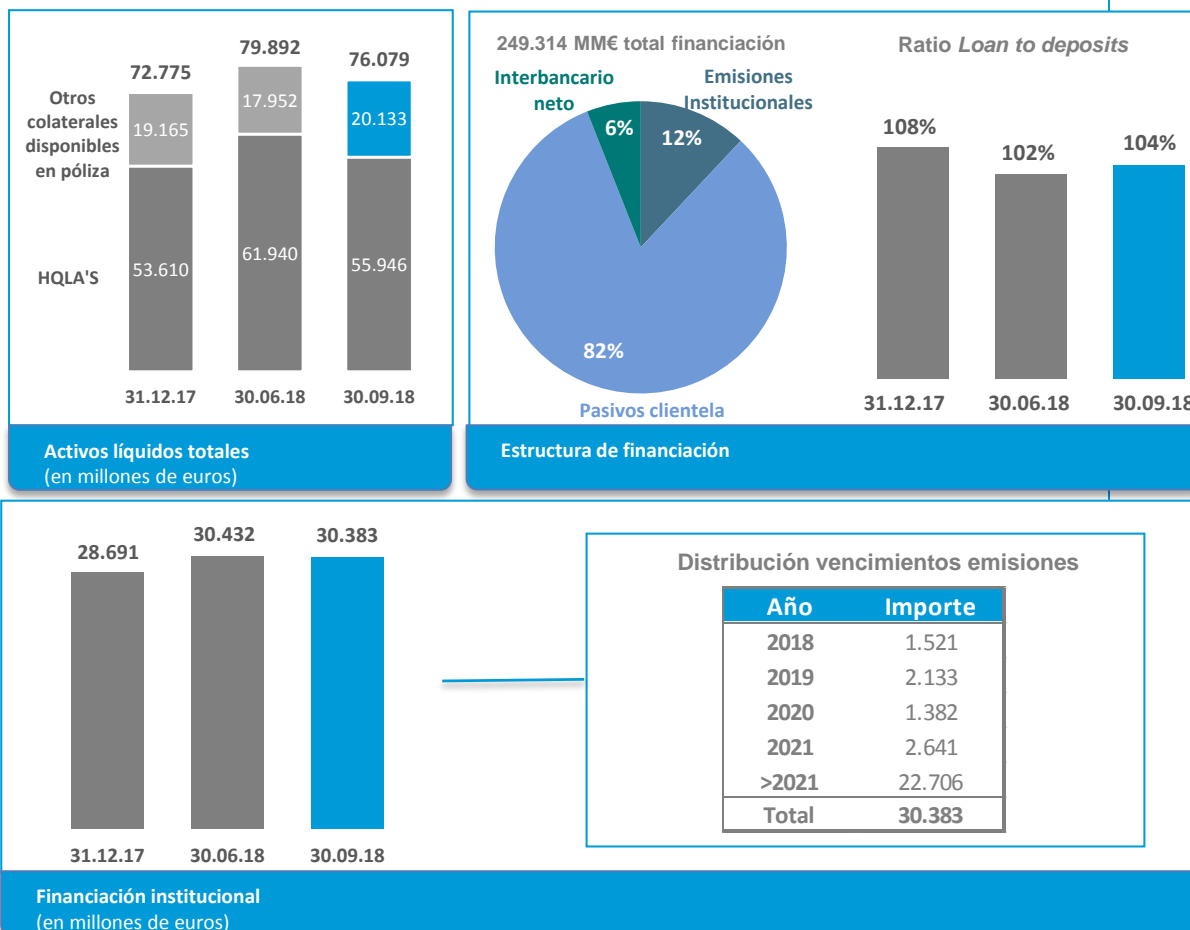 72.775
79.892
76.079
Otros
colaterales
disponibles
en póliza
19.165
17.952
20.133
HQLA'S
53.610
61.940
55.946
31.12.17
30.06.18
30.09.18
Activos líquidos totales
(en millones de euros)
249.314 MM€ total financiación
Interbancario
neto
Emisiones
Institucionales
6%
12%
82%
Pasivos clientela
Ratio Loan to deposits
108%
102%
104%
31.12.17
30.06.18
30.09.18
Estructura de financiación
28.691
30.432
30.383
31.12.17
30.06.18
30.09.18
Distribución vencimientos emisiones
Año Importe
2018 1.521
2019 2.133
2020 1.382
2021 2.641
>2021 22.706
Total 30.383
Financiación institucional
(en millones de euros)